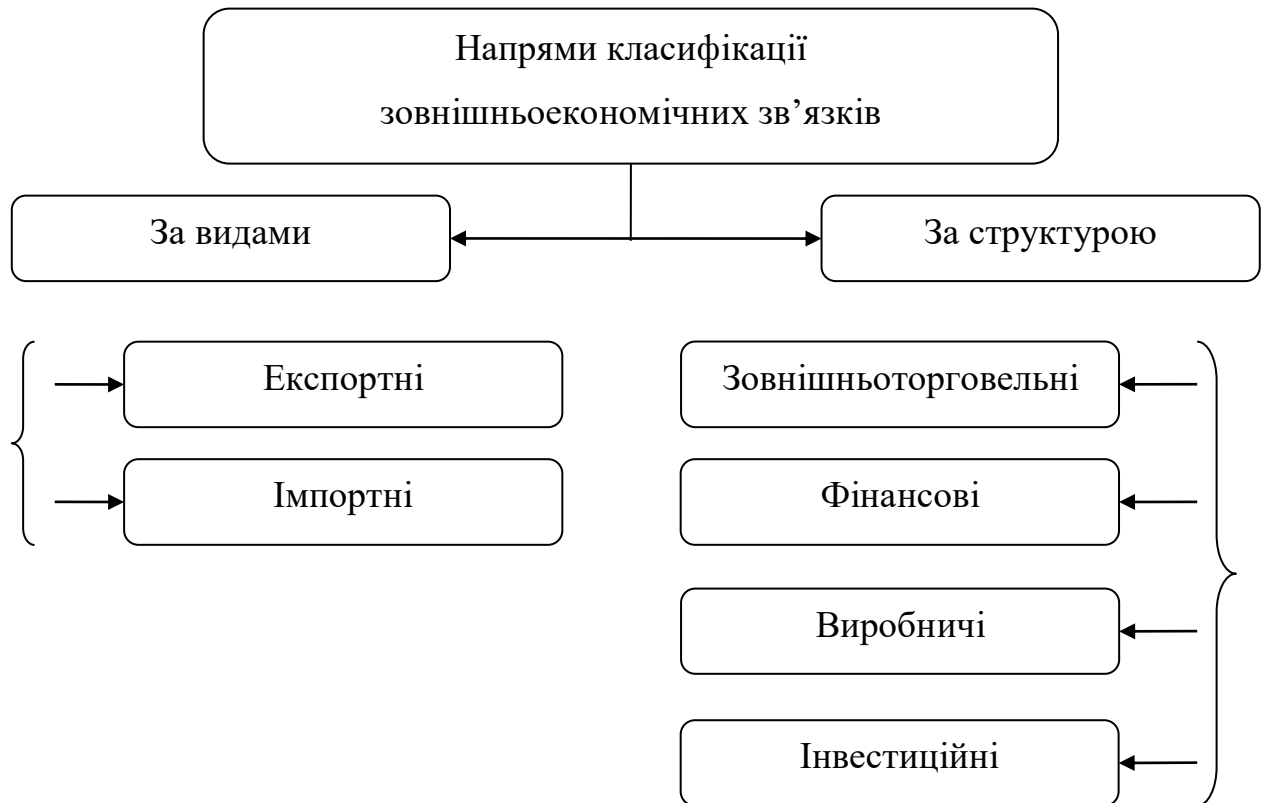 Напрями класифікації
зовнішньоекономічних зв’язків
За видами
За структурою
Експортні
Зовнішньоторговельні
Імпортні
Фінансові
Виробничі
Інвестиційні